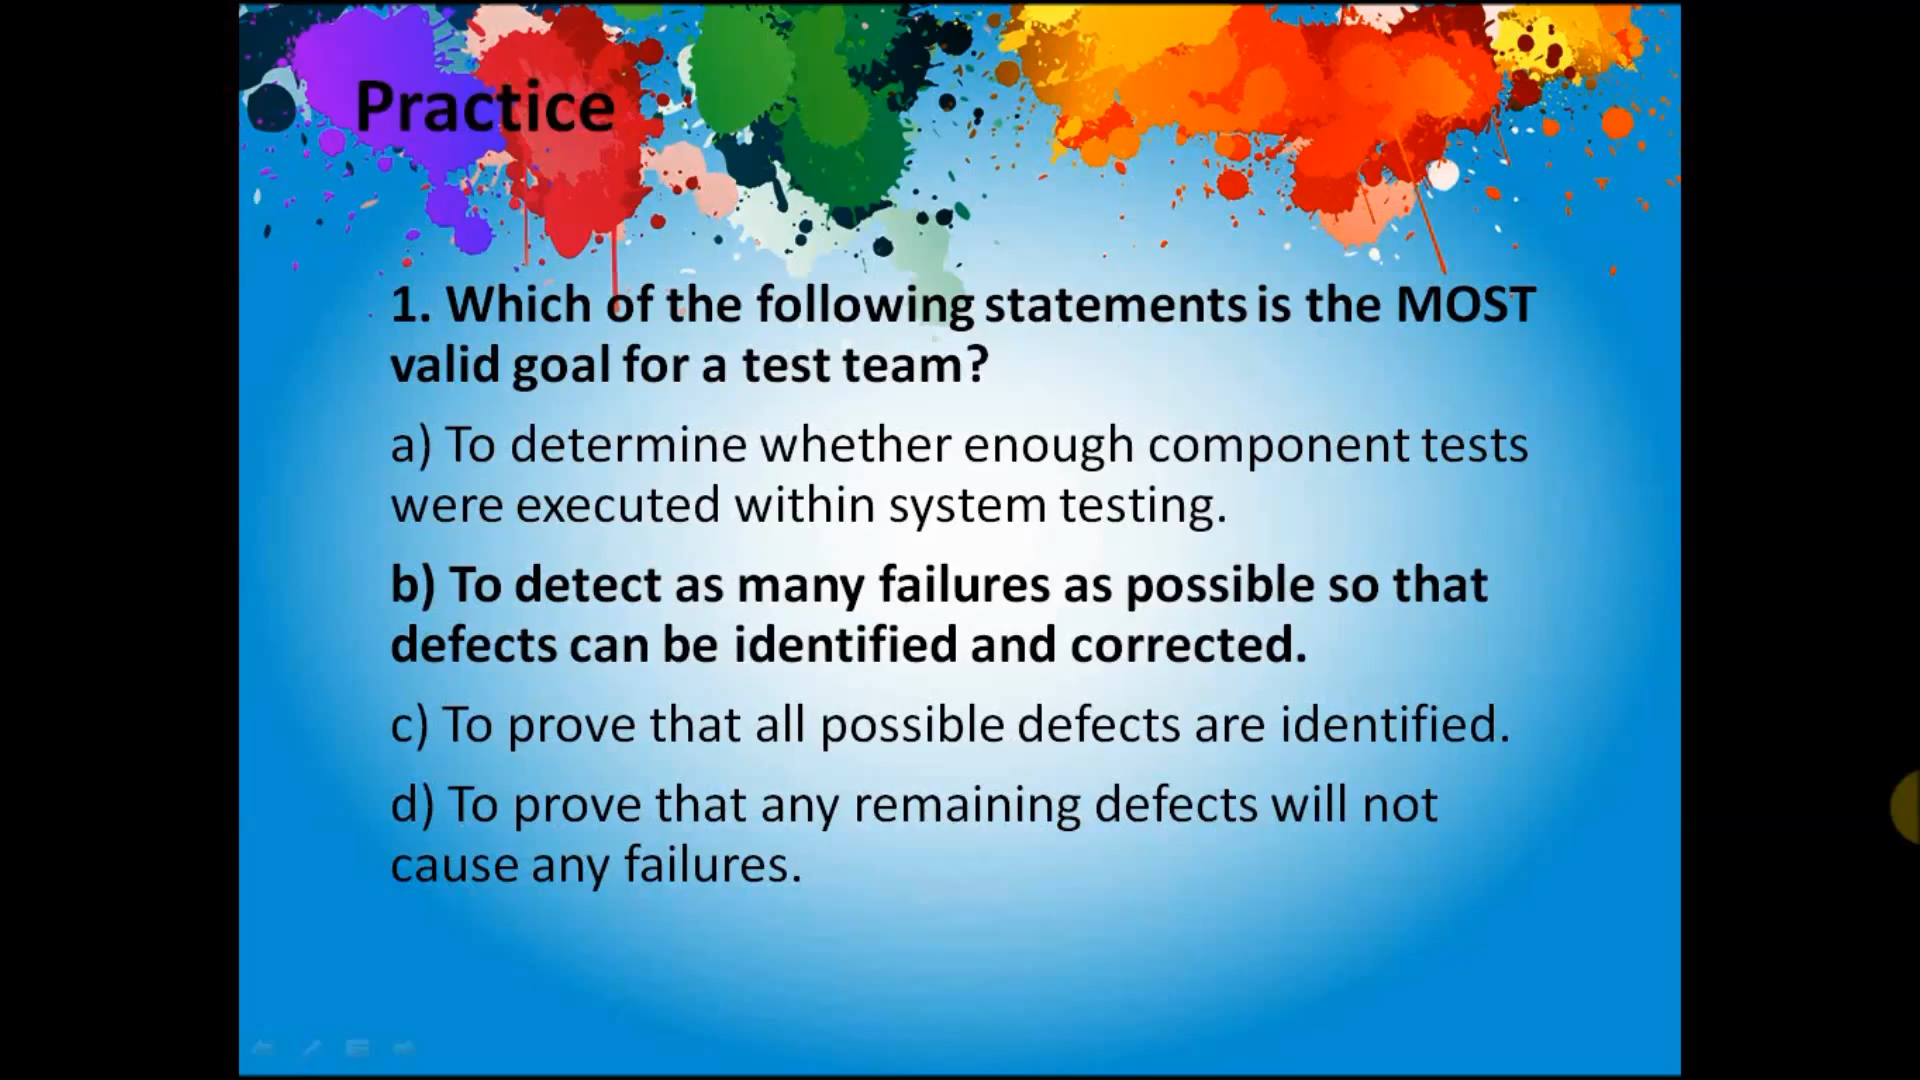 Practice
1. Which of the following statements is the MOST
valid goal for a test team?
a) To determine whether enough component tests
were executed within system testing.
b) To detect as many failures as possible so that
defects can be identified and corrected.
c) To prove that all possible defects are identified.
d) To prove that any remaining defects will not
cause any failures.